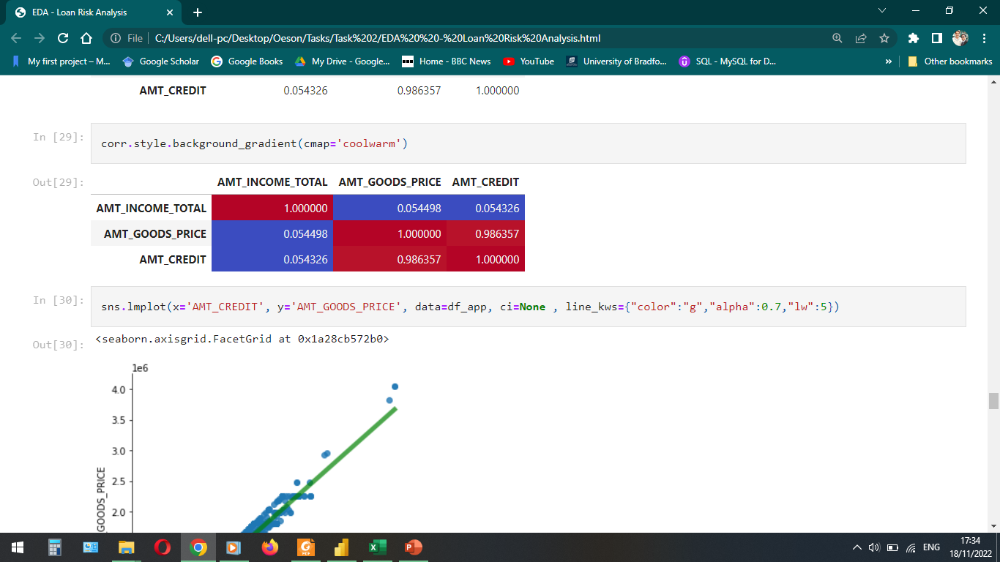 EDA - Loan Risk Analysis
File C:/Users/dell-pc/Desktop/Oeson/Tasks/Task%202/EDA%20%20-%20Loan%20Risk%20Analysis.html
My first project – M... Google Scholar Google Books My Drive - Google... Home - BBC News YouTube University of Bradfo... SQL - MySQL for D... » Other bookmarks
AMT_CREDIT 0.054326 0.986357 1.000000
In [29]: corr.style.background_gradient(cmap='coolwarm')
Out[29]: AMT_INCOME_TOTAL AMT_GOODS_PRICE AMT_CREDIT
AMT_INCOME_TOTAL 1.000000 0.054498 0.054326
AMT_GOODS_PRICE 0.054498 1.000000 0.986357
AMT_CREDIT 0.054326 0.986357 1.000000
In [30]: sns.lmplot(x='AMT_CREDIT', y='AMT_GOODS_PRICE', data=df_app, ci=None , line_kws={"color":"g","alpha":0.7,"lw":5})
Out[30]: <seaborn.axisgrid.FacetGrid at 0x1a28cb572b0>
1e6
4.0
3.5
3.0
2.5
2.0
GOODS_PRICE
ENG 17:34
18/11/2022